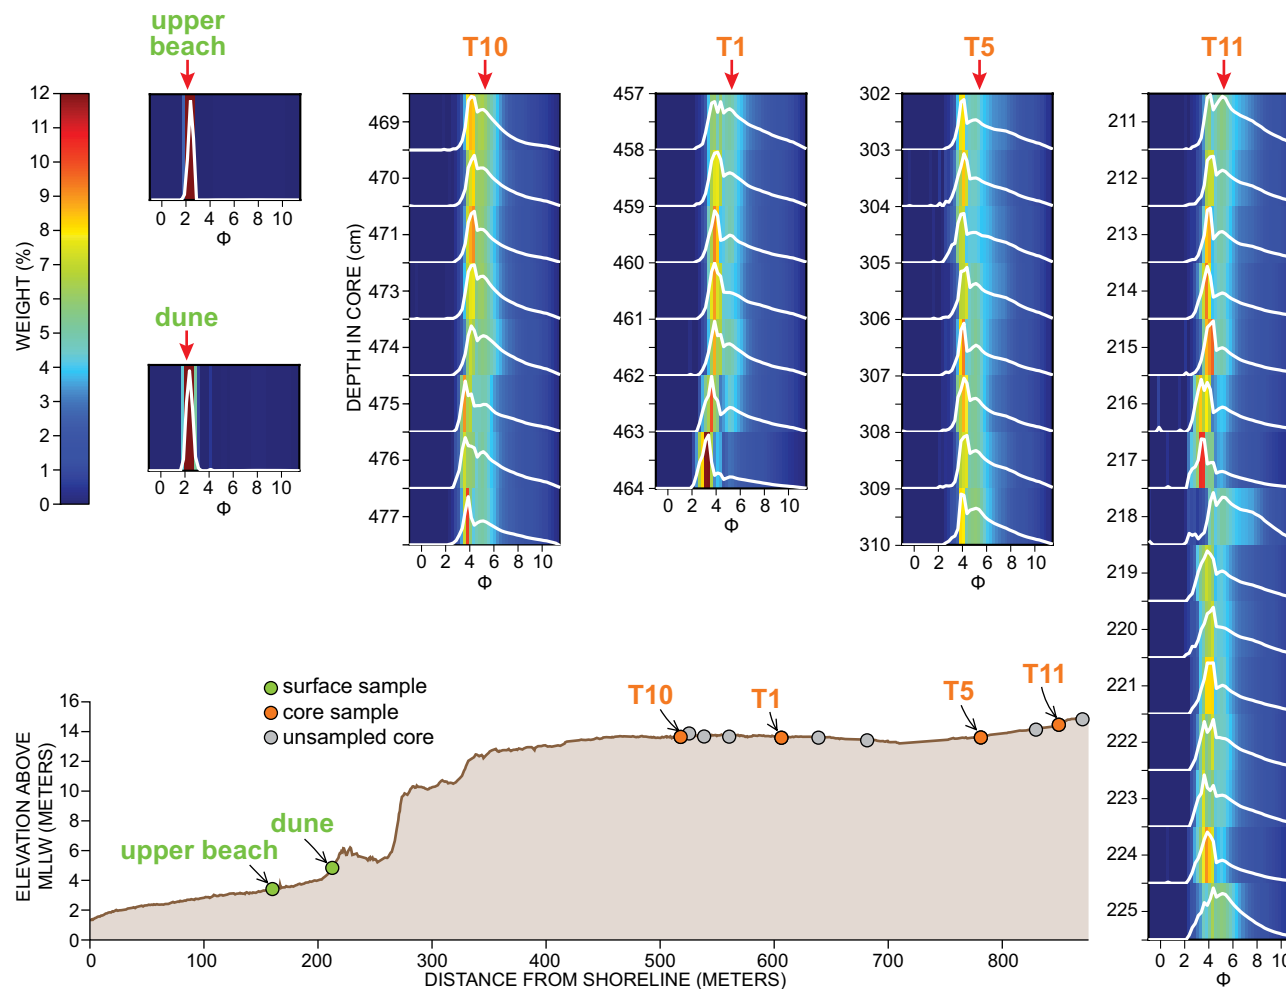 upper
beach
T10
T1
T5
T11
WEIGHT (%)
12
11
10
9
8
7
6
5
4
3
2
1
0
0 2 4 6 8 10
Φ
dune
0 2 4 6 8 10
Φ
DEPTH IN CORE (cm)
469
470
471
473
474
475
476
477
0 2 4 6 8 10
Φ
457
458
459
460
461
462
463
464
0 2 4 6 8 10
Φ
302
303
304
305
306
307
308
309
310
0 2 4 6 8 10
Φ
211
212
213
214
215
216
217
218
219
220
221
222
223
224
225
0 2 4 6 8 10
Φ
surface sample
core sample
unsampled core
T10
T1
T5
T11
dune
upper beach
ELEVATION ABOVE
MLLW (METERS)
16
14
12
10
8
6
4
2
0
0 100 200 300 400 500 600 700 800
DISTANCE FROM SHORELINE (METERS)